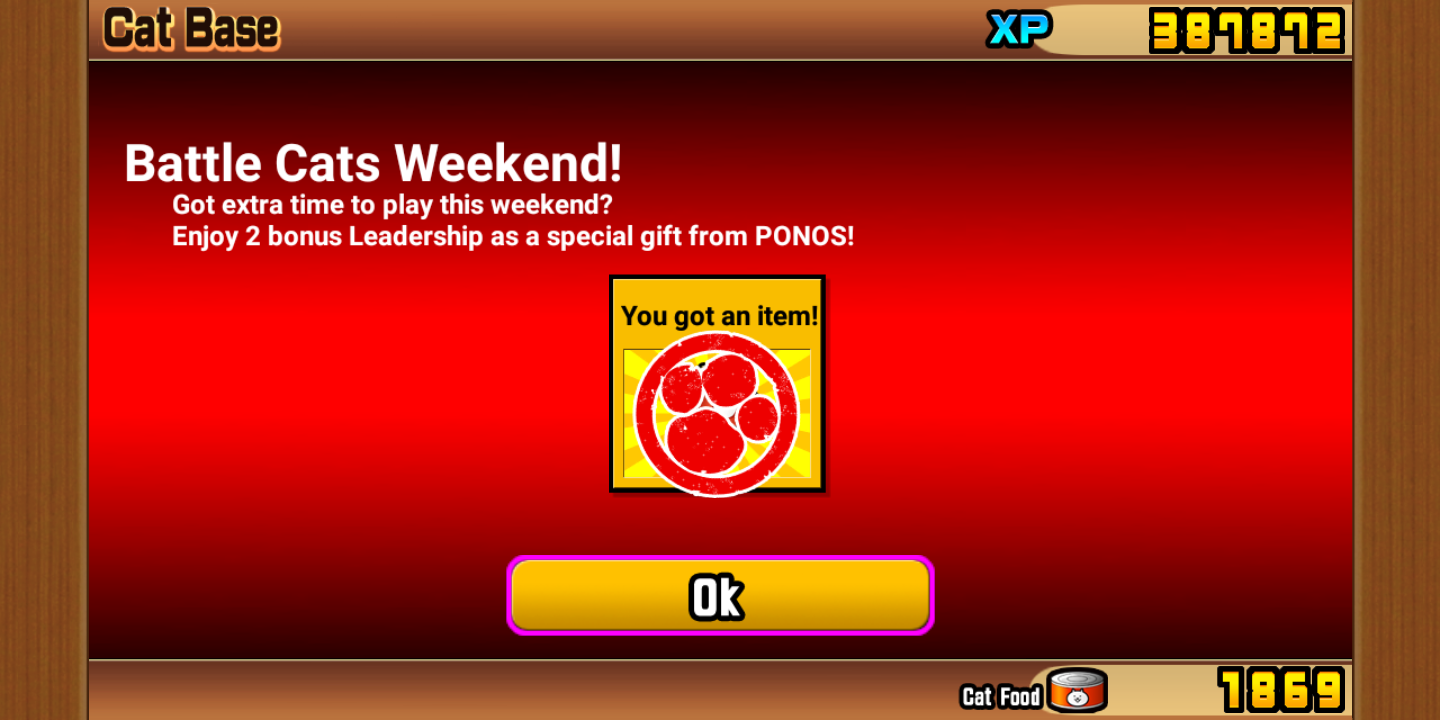 Cat Base
XP 387872
Battle Cats Weekend!
Got extra time to play this weekend?
Enjoy 2 bonus Leadership as a special gift from PONOS!
You got an item!
Ok
Cat Food 1869